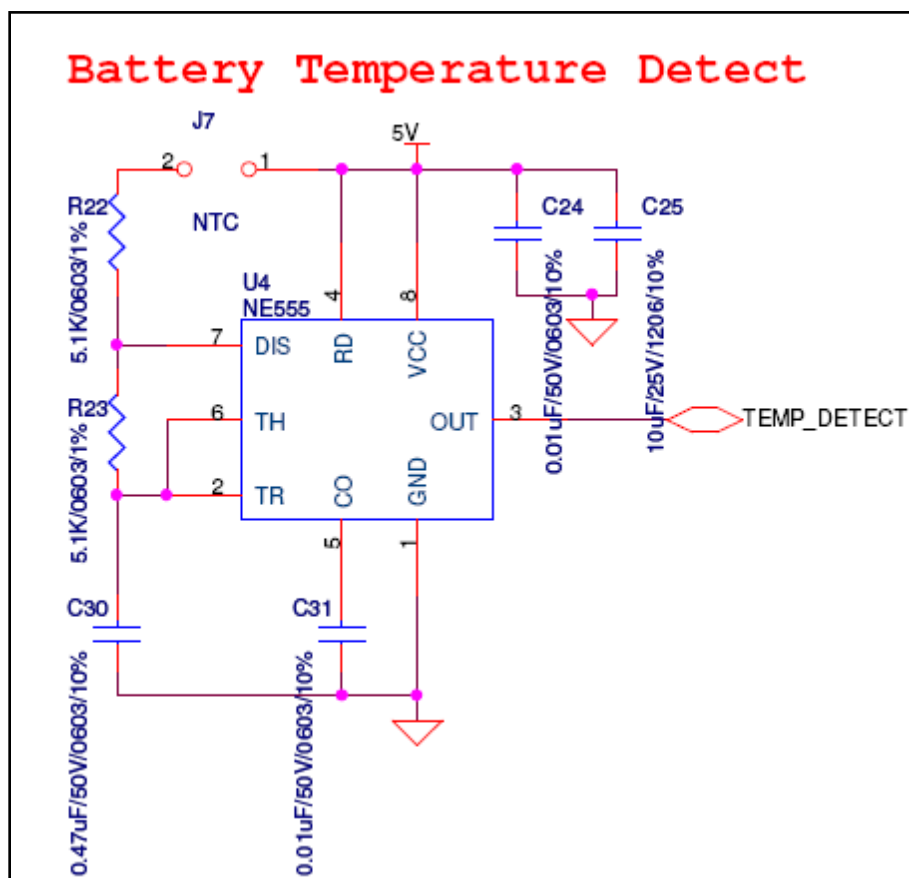 Battery Temperature Detect
J7
5V
2
1
R22
NTC
C24
C25
5.1K/0603/1%
U4
NE555
4
8
0.01uF/50V/0603/10%
10uF/25V/1206/10%
7
DIS
RD
VCC
R23
6
TH
OUT
3
TEMP_DETECT
5.1K/0603/1%
2
TR
CO
GND
5
1
C30
C31
0.47uF/50V/0603/10%
0.01uF/50V/0603/10%